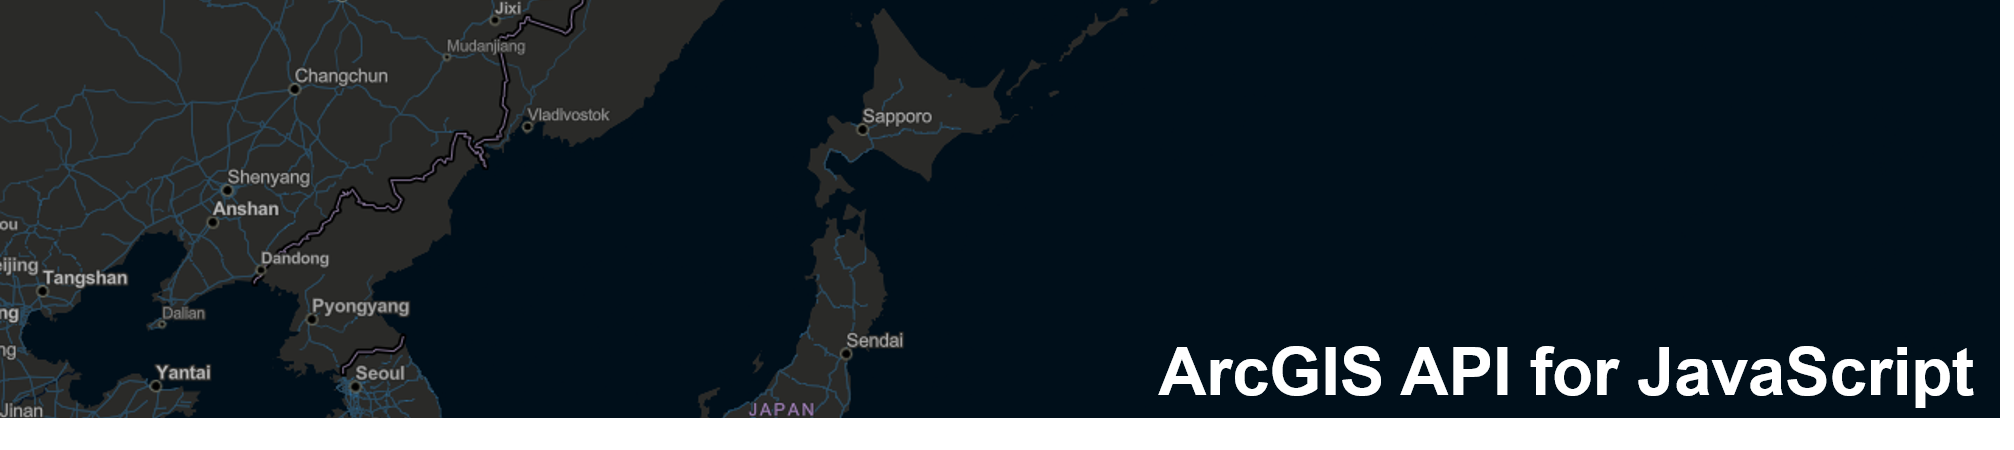 Jixi
Mudanjiang
Changchun
Vladivostok
Sapporo
Shenyang
Anshan
ou
Dandong
eijing
Tangshan
Pyongyang
Dalian
ng
Sendai
ng
Yantai
Seoul
ArcGIS API for JavaScript
Jinan
JAPAN